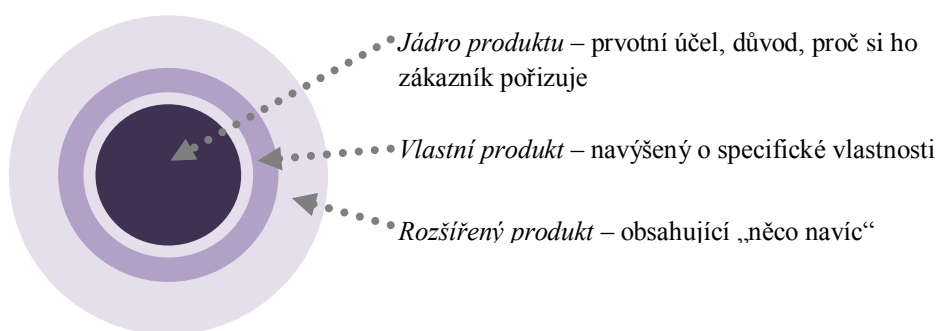 Jádro produktu – prvotní účel, důvod, proč si ho
zákazník pořizuje
Vlastní produkt – navýšený o specifické vlastnosti
Rozšířený produkt – obsahující „něco navíc“